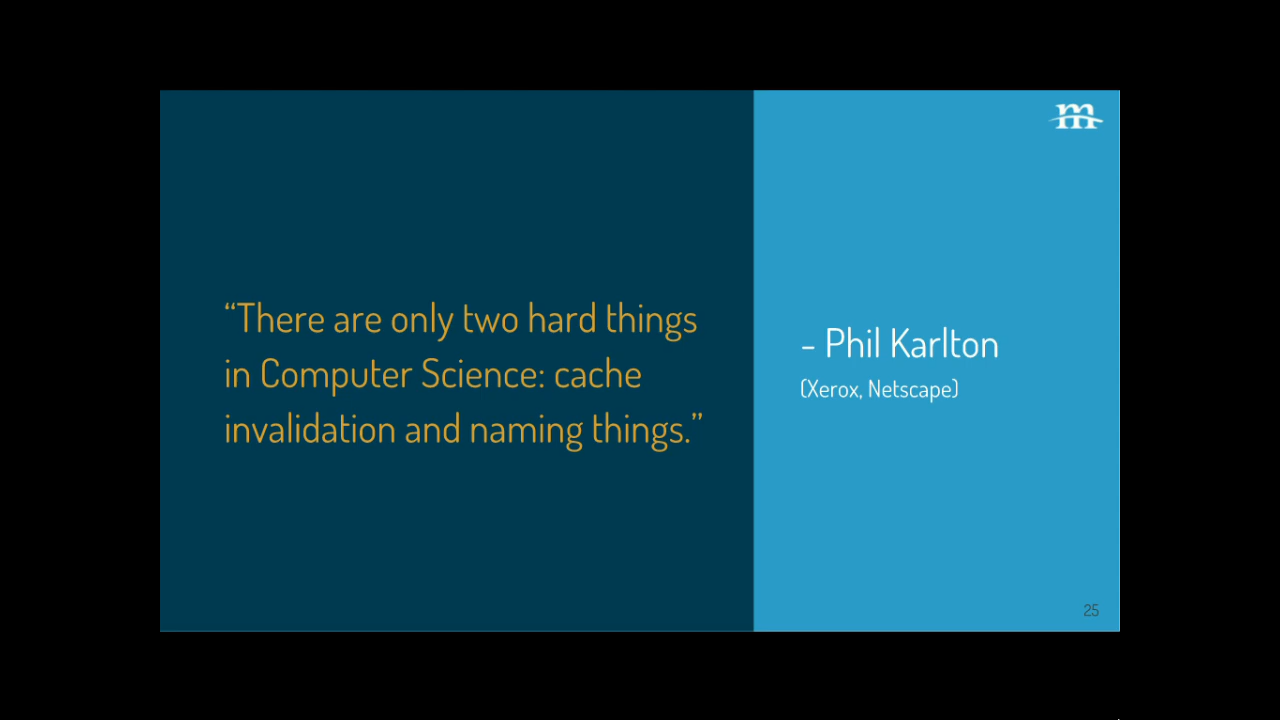 “There are only two hard things
in Computer Science: cache
invalidation and naming things.”
- Phil Karlton
(Xerox, Netscape)
m
25